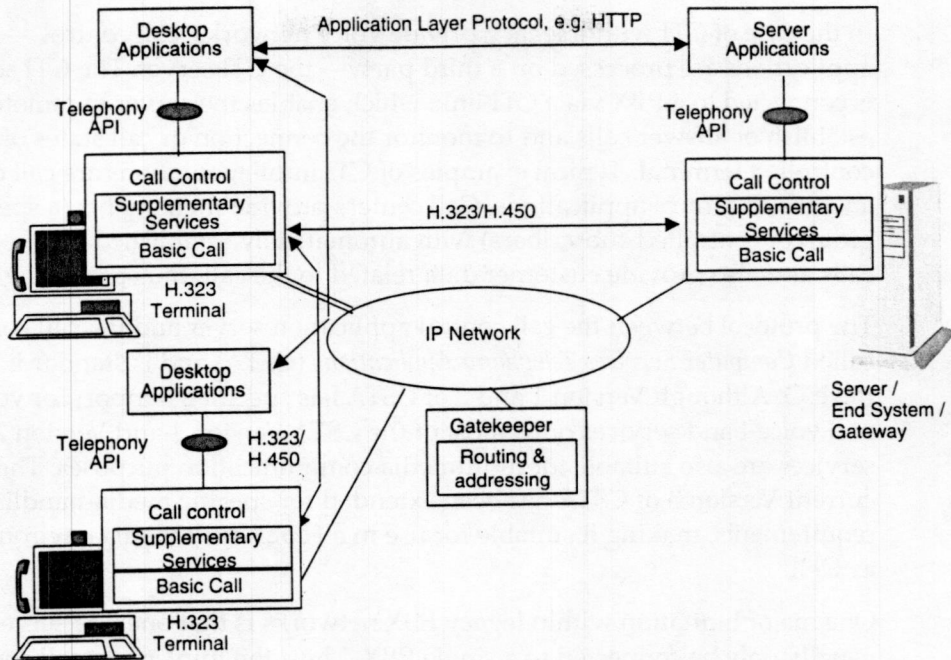 Application Layer Protocol, e.g. HTTP
Desktop
Applications
Server
Applications
Telephony
API
Telephony
API
Call Control
Supplementary
Services
Basic Call
H.323
Terminal
H.323/H.450
Call Control
Supplementary
Services
Basic Call
IP Network
Server /
End System /
Gateway
Desktop
Applications
Telephony
API
H.323/
H.450
Gatekeeper
Routing &
addressing
Call control
Supplementary
Services
Basic Call
H.323
Terminal